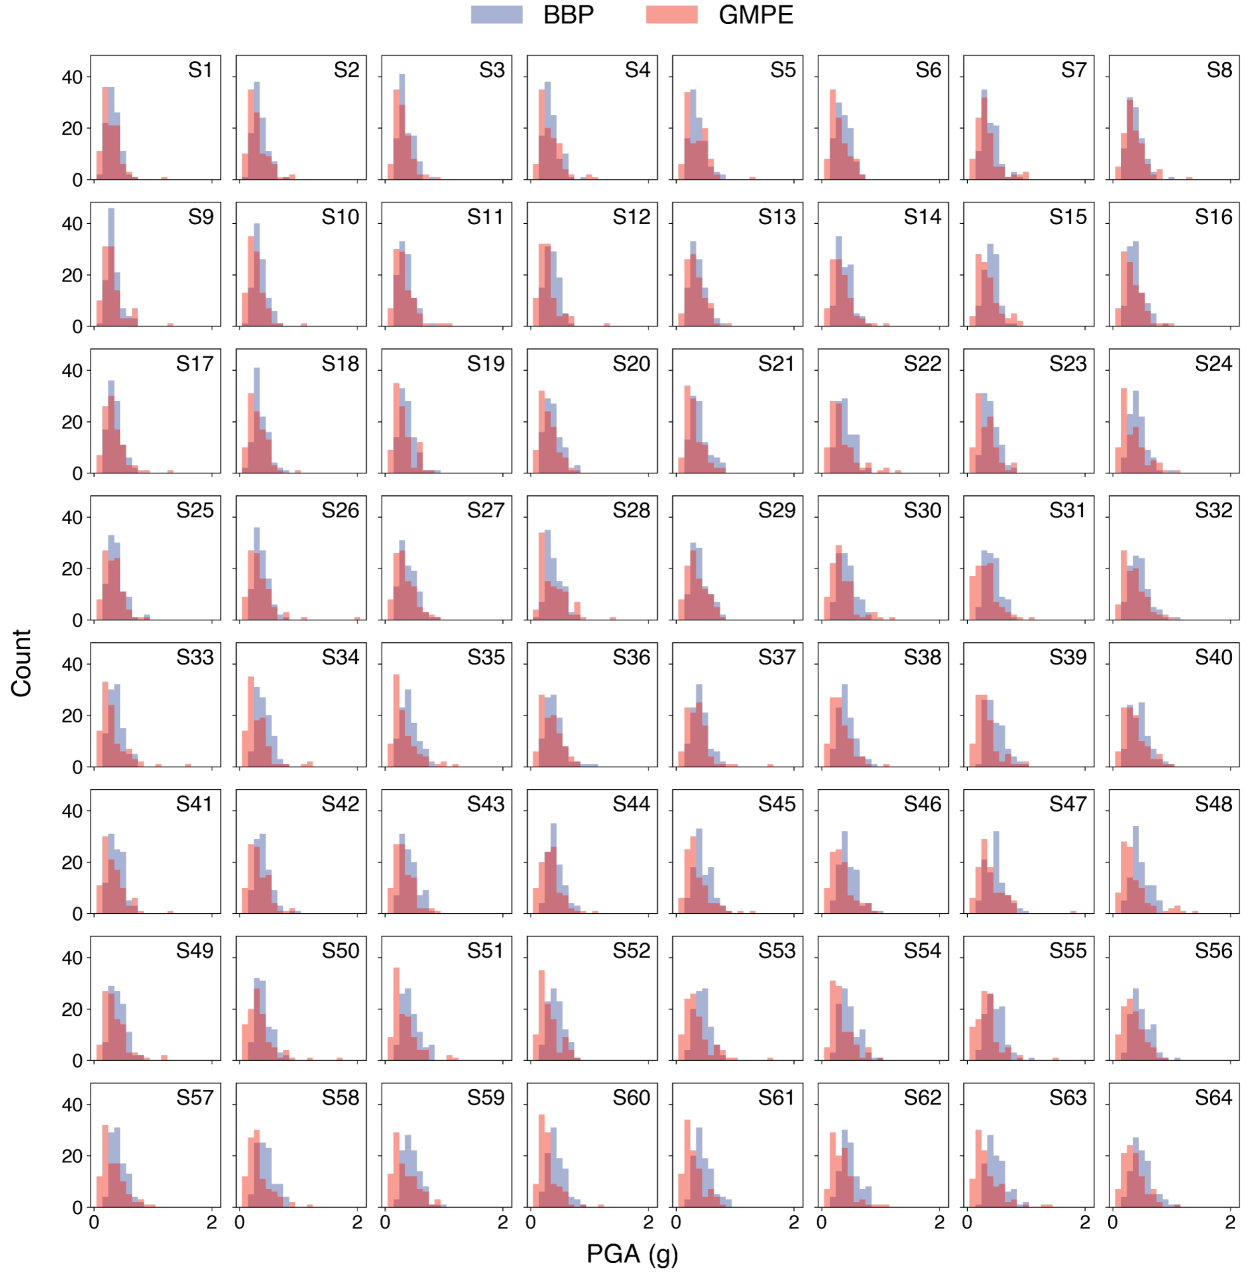 BBP GMPE
40 S1 S2 S3 S4 S5 S6 S7 S8
20
0
40 S9 S10 S11 S12 S13 S14 S15 S16
20
0
40 S17 S18 S19 S20 S21 S22 S23 S24
20
0
40 S25 S26 S27 S28 S29 S30 S31 S32
20
0
Count
40 S33 S34 S35 S36 S37 S38 S39 S40
20
0
40 S41 S42 S43 S44 S45 S46 S47 S48
20
0
40 S49 S50 S51 S52 S53 S54 S55 S56
20
0
40 S57 S58 S59 S60 S61 S62 S63 S64
20
0
0 2 0 2 0 2 0 2 0 2 0 2 0 2 0 2
PGA (g)